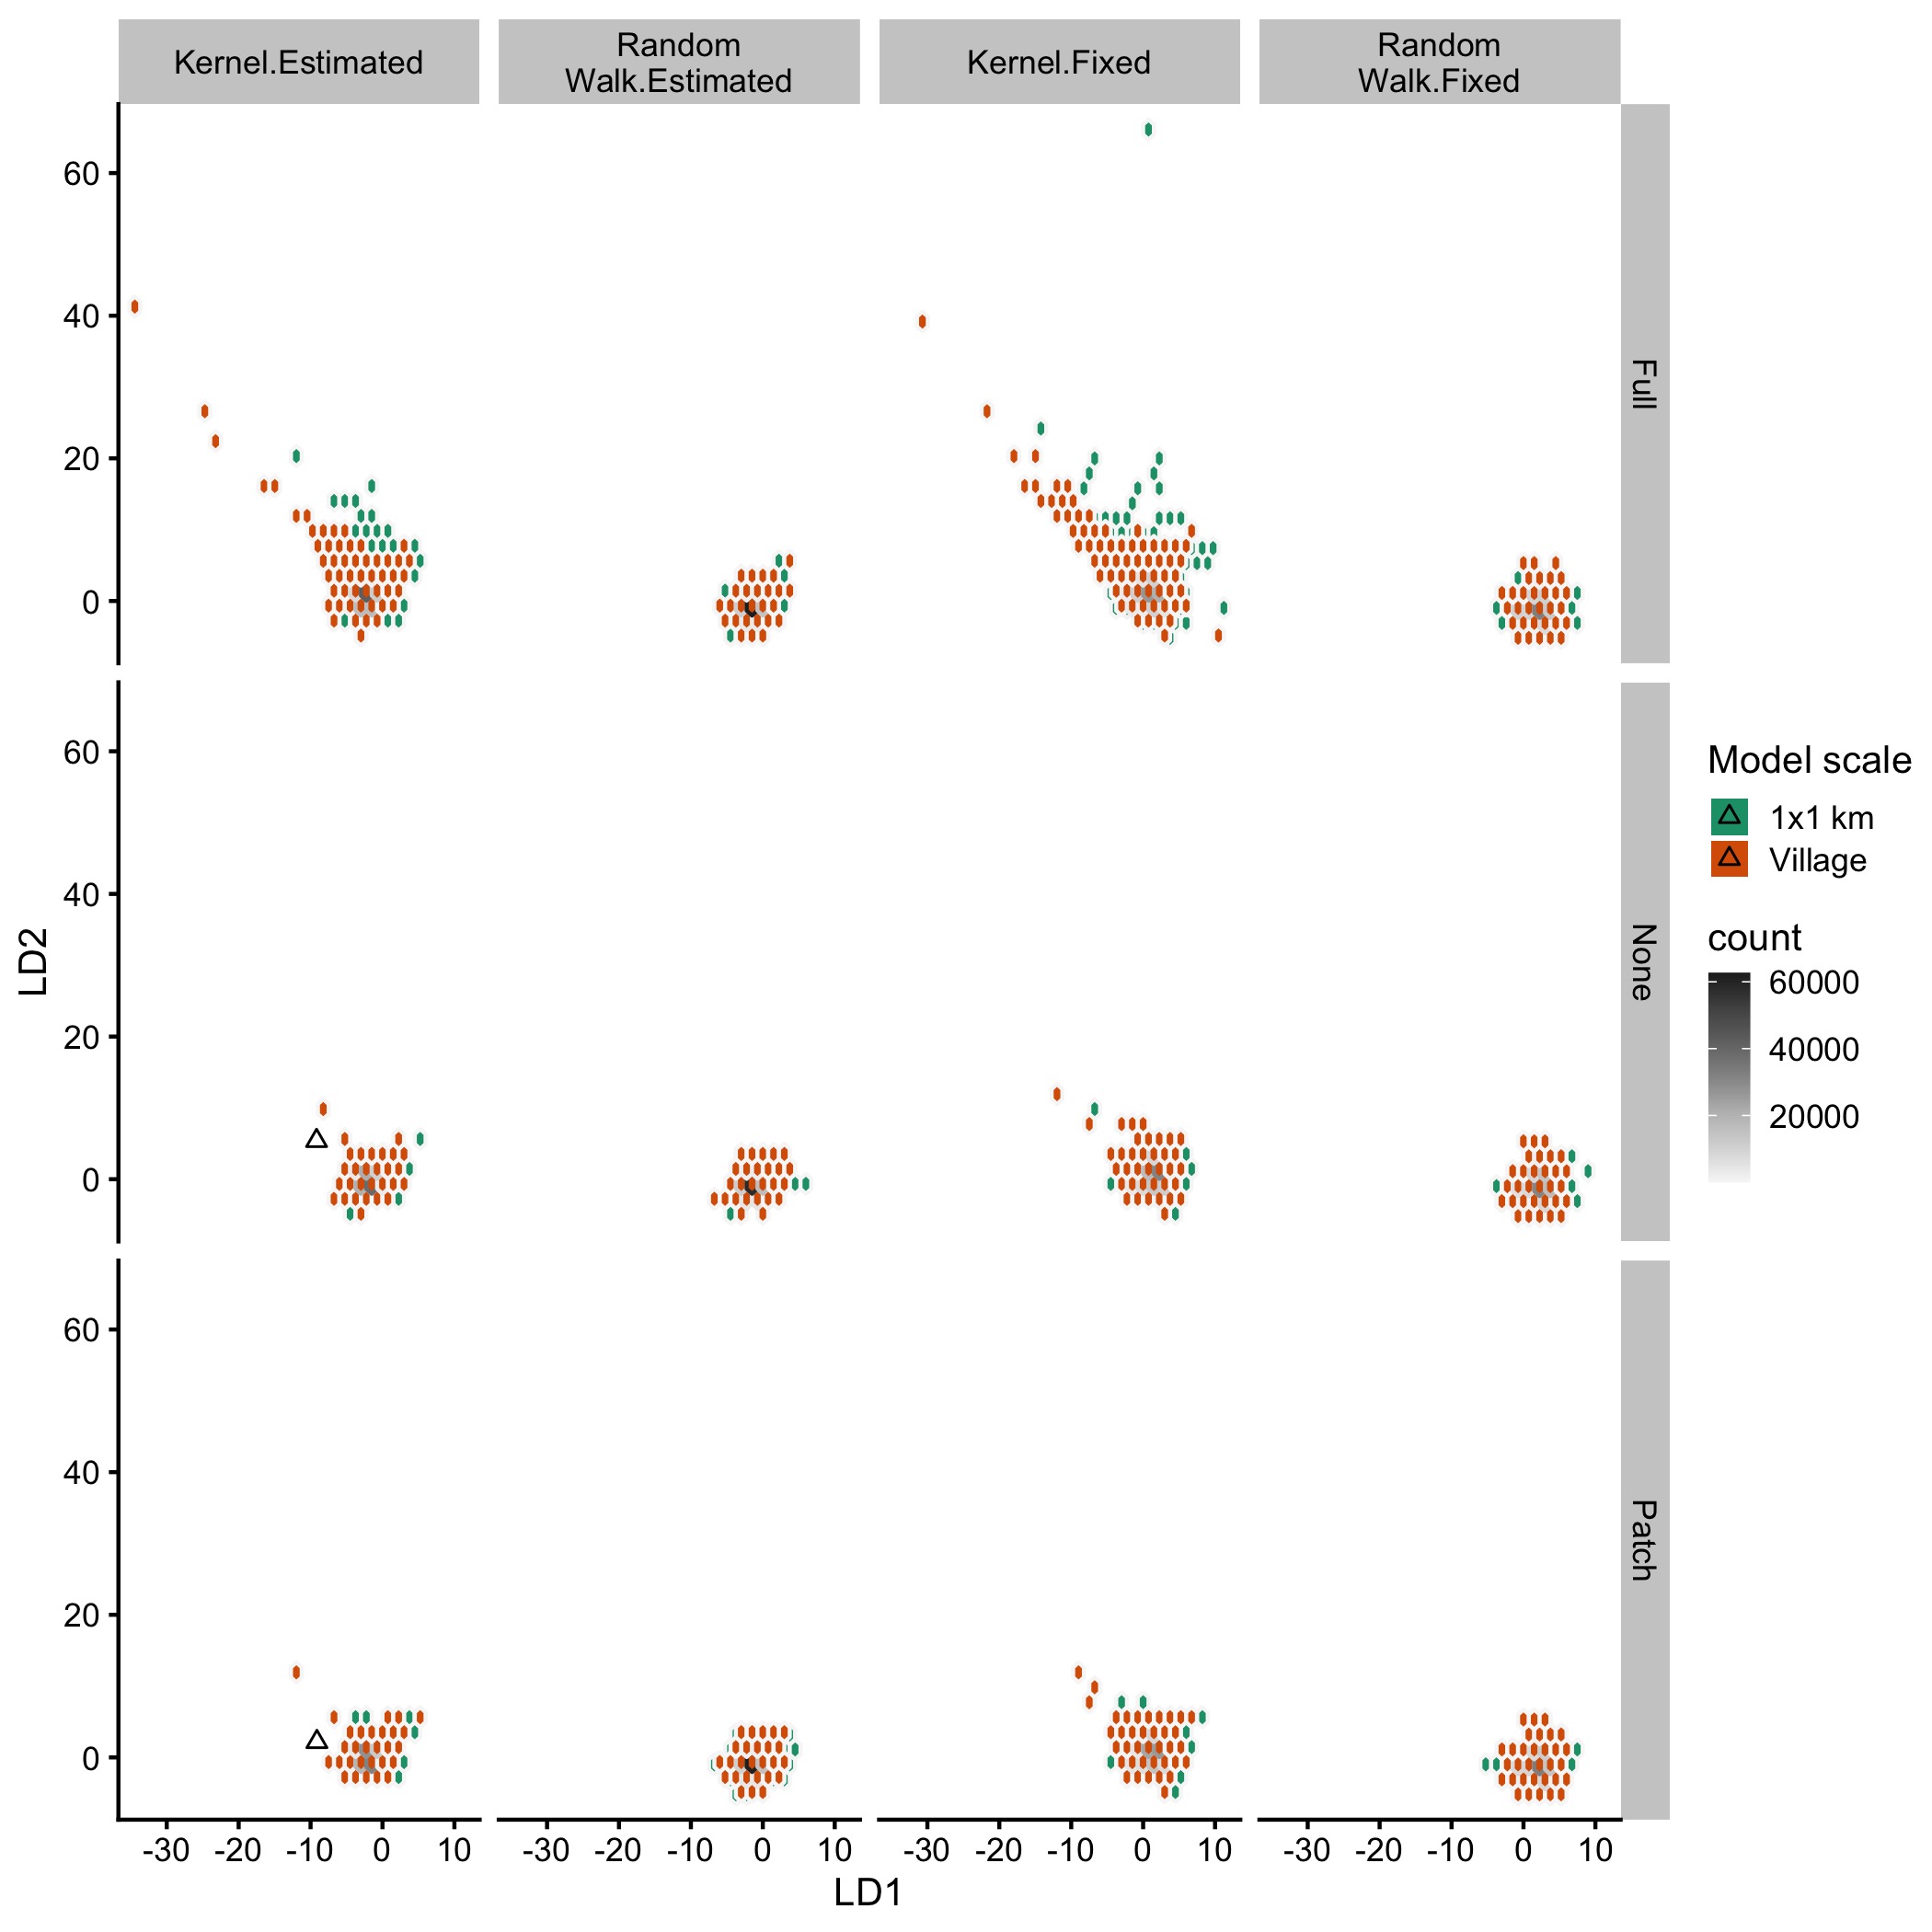 Kernel.Estimated
Random
Walk.Estimated
Kernel.Fixed
Random
Walk.Fixed
60
40
20
0
Full
60
40
20
0
None
60
40
20
0
Patch
LD2
-30 -20 -10 0 10
-30 -20 -10 0 10
-30 -20 -10 0 10
-30 -20 -10 0 10
LD1
Model scale
1x1 km
Village
count
60000
40000
20000